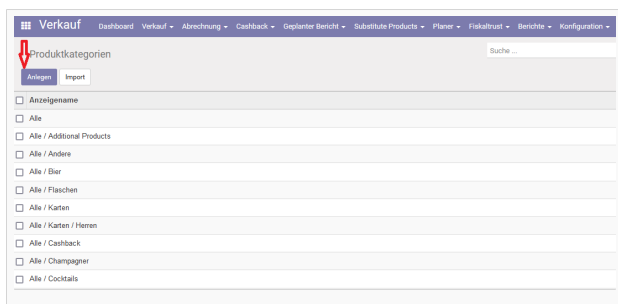 Verkauf Dashboard Verkauf Abrechnung Cashback Geplanter Bericht Substitute Products Planer Fiskaltrust Berichte Konfiguration
Produktkategorien Suche ...
Anlegen Import
Anzeigename
Alle
Alle / Additional Products
Alle / Andere
Alle / Bier
Alle / Flaschen
Alle / Karten
Alle / Karten / Herren
Alle / Cashback
Alle / Champagner
Alle / Cocktails